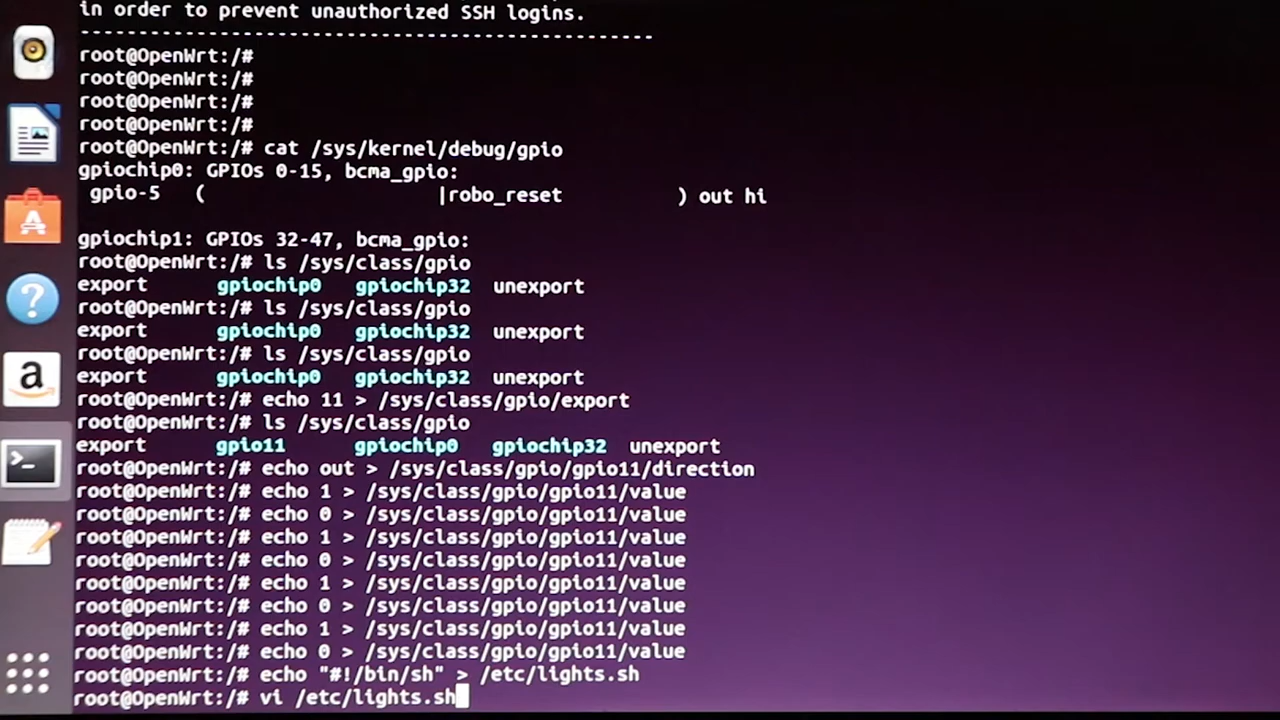 in order to prevent unauthorized SSH logins.
--------------------------------------------------
root@OpenWrt:/#
root@OpenWrt:/#
root@OpenWrt:/#
root@OpenWrt:/#
root@OpenWrt:/# cat /sys/kernel/debug/gpio
gpiochip0: GPIOs 0-15, bcma_gpio:
gpio-5 ( |robo_reset ) out hi
gpiochip1: GPIOs 32-47, bcma_gpio:
root@OpenWrt:/# ls /sys/class/gpio
export gpiochip0 gpiochip32 unexport
root@OpenWrt:/# ls /sys/class/gpio
export gpiochip0 gpiochip32 unexport
root@OpenWrt:/# ls /sys/class/gpio
export gpiochip0 gpiochip32 unexport
root@OpenWrt:/# echo 11 > /sys/class/gpio/export
root@OpenWrt:/# ls /sys/class/gpio
export gpio11 gpiochip0 gpiochip32 unexport
root@OpenWrt:/# echo out > /sys/class/gpio/gpio11/direction
root@OpenWrt:/# echo 1 > /sys/class/gpio/gpio11/value
root@OpenWrt:/# echo 0 > /sys/class/gpio/gpio11/value
root@OpenWrt:/# echo 1 > /sys/class/gpio/gpio11/value
root@OpenWrt:/# echo 0 > /sys/class/gpio/gpio11/value
root@OpenWrt:/# echo 1 > /sys/class/gpio/gpio11/value
root@OpenWrt:/# echo 0 > /sys/class/gpio/gpio11/value
root@OpenWrt:/# echo 1 > /sys/class/gpio/gpio11/value
root@OpenWrt:/# echo 0 > /sys/class/gpio/gpio11/value
root@OpenWrt:/# echo "#!/bin/sh" > /etc/lights.sh
root@OpenWrt:/# vi /etc/lights.sh